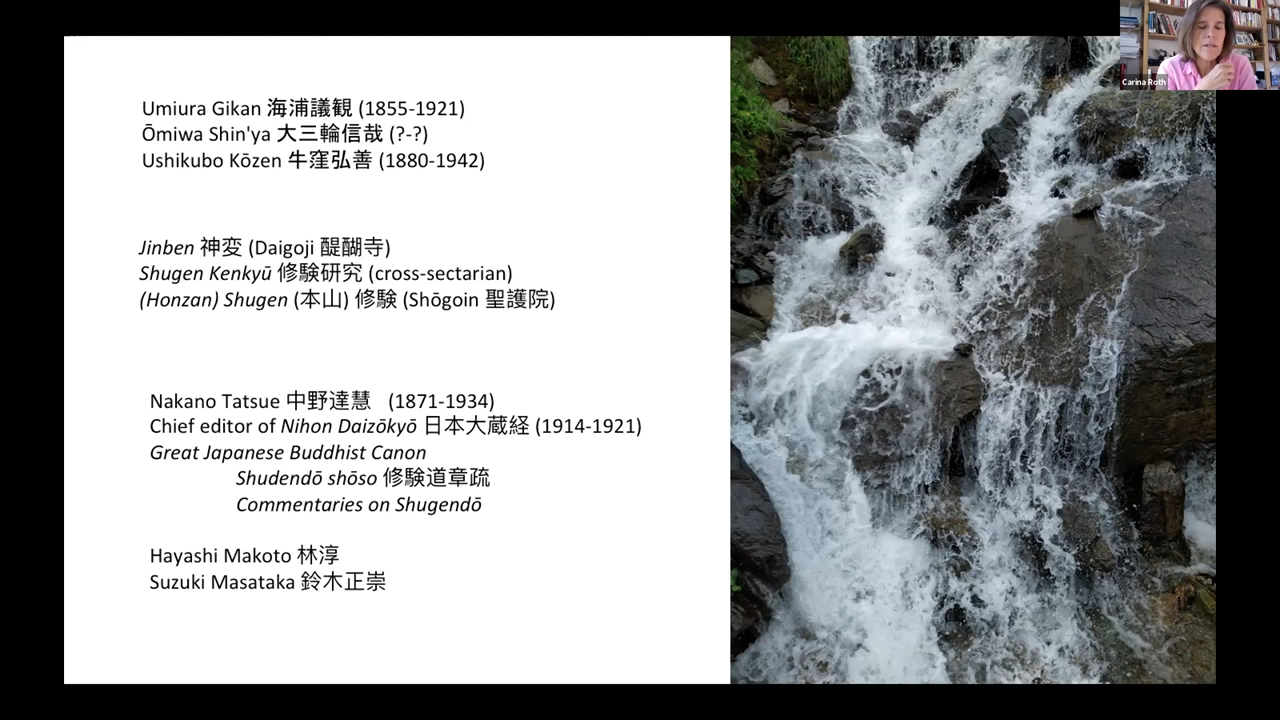 Umiura Gikan 海浦議観 (1855-1921)
Ōmiwa Shin'ya 大三輪信哉 (?-?)
Ushikubo Kōzen 牛窪弘善 (1880-1942)
Jinben 神変 (Daigoji 醍醐寺)
Shugen Kenkyū 修験研究 (cross-sectarian)
(Honzan) Shugen (本山) 修験 (Shōgoin 聖護院)
Nakano Tatsue 中野達慧 (1871-1934)
Chief editor of Nihon Daizōkyō 日本大蔵経 (1914-1921)
Great Japanese Buddhist Canon
Shudendō shōso 修験道章疏
Commentaries on Shugendō
Hayashi Makoto 林淳
Suzuki Masataka 鈴木正崇
Carina Roth